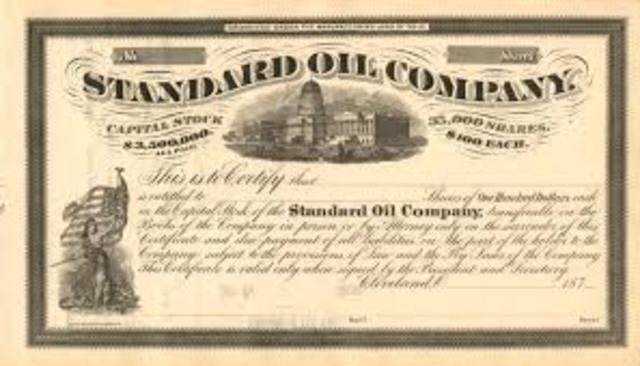 No. Shares
STANDARD OIL COMPANY.
CAPITAL STOCK 35,000 SHARES.
$3,500,000. $100 EACH.
This is to Certify that
is entitled to Shares of One Hundred Dollars each
in the Capital Stock of the Standard Oil Company, transferable on the
Books of the Company in person or by Attorney only on the surrender of this
Certificate and due payment of all liabilities on the part of the holder to the
Company subject to the provisions of Law and the By Laws of the Company
This Certificate is valid only when signed by the President and Secretary.
Cleveland, 187